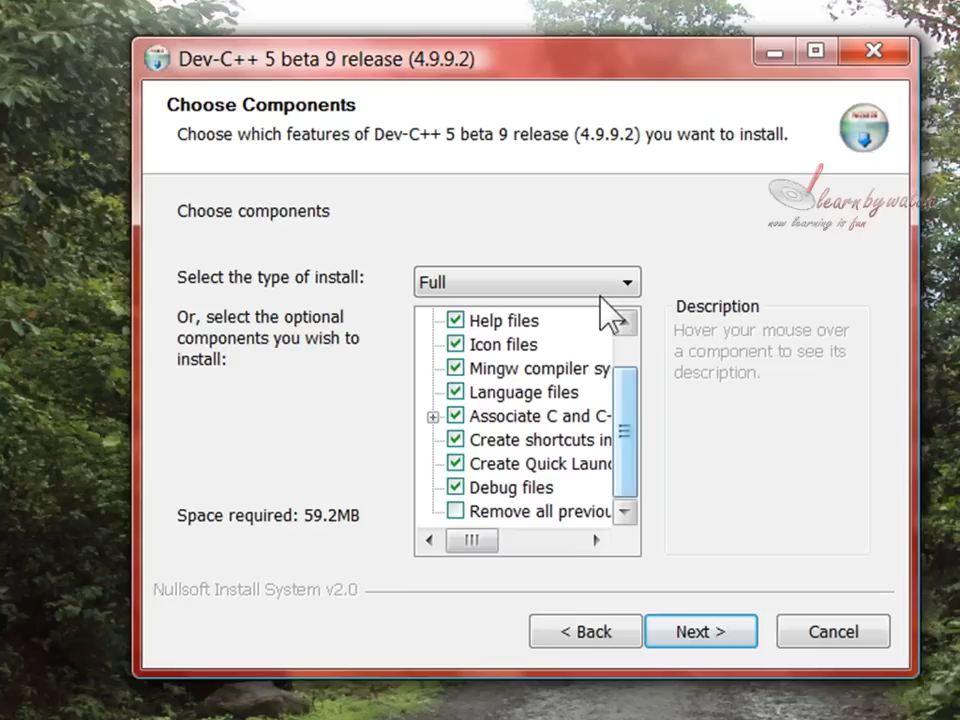 Dev-C++ 5 beta 9 release (4.9.9.2)
Choose Components
Choose which features of Dev-C++ 5 beta 9 release (4.9.9.2) you want to install.
now learning is fun
Choose components
Select the type of install:
Full
Or, select the optional
components you wish to
install:
Help files
Icon files
Mingw compiler sy
Language files
Associate C and C-
Create shortcuts in
Create Quick Laun
Debug files
Remove all previou
Description
Hover your mouse over
a component to see its
description.
Space required: 59.2MB
Nullsoft Install System v2.0
< Back
Next >
Cancel